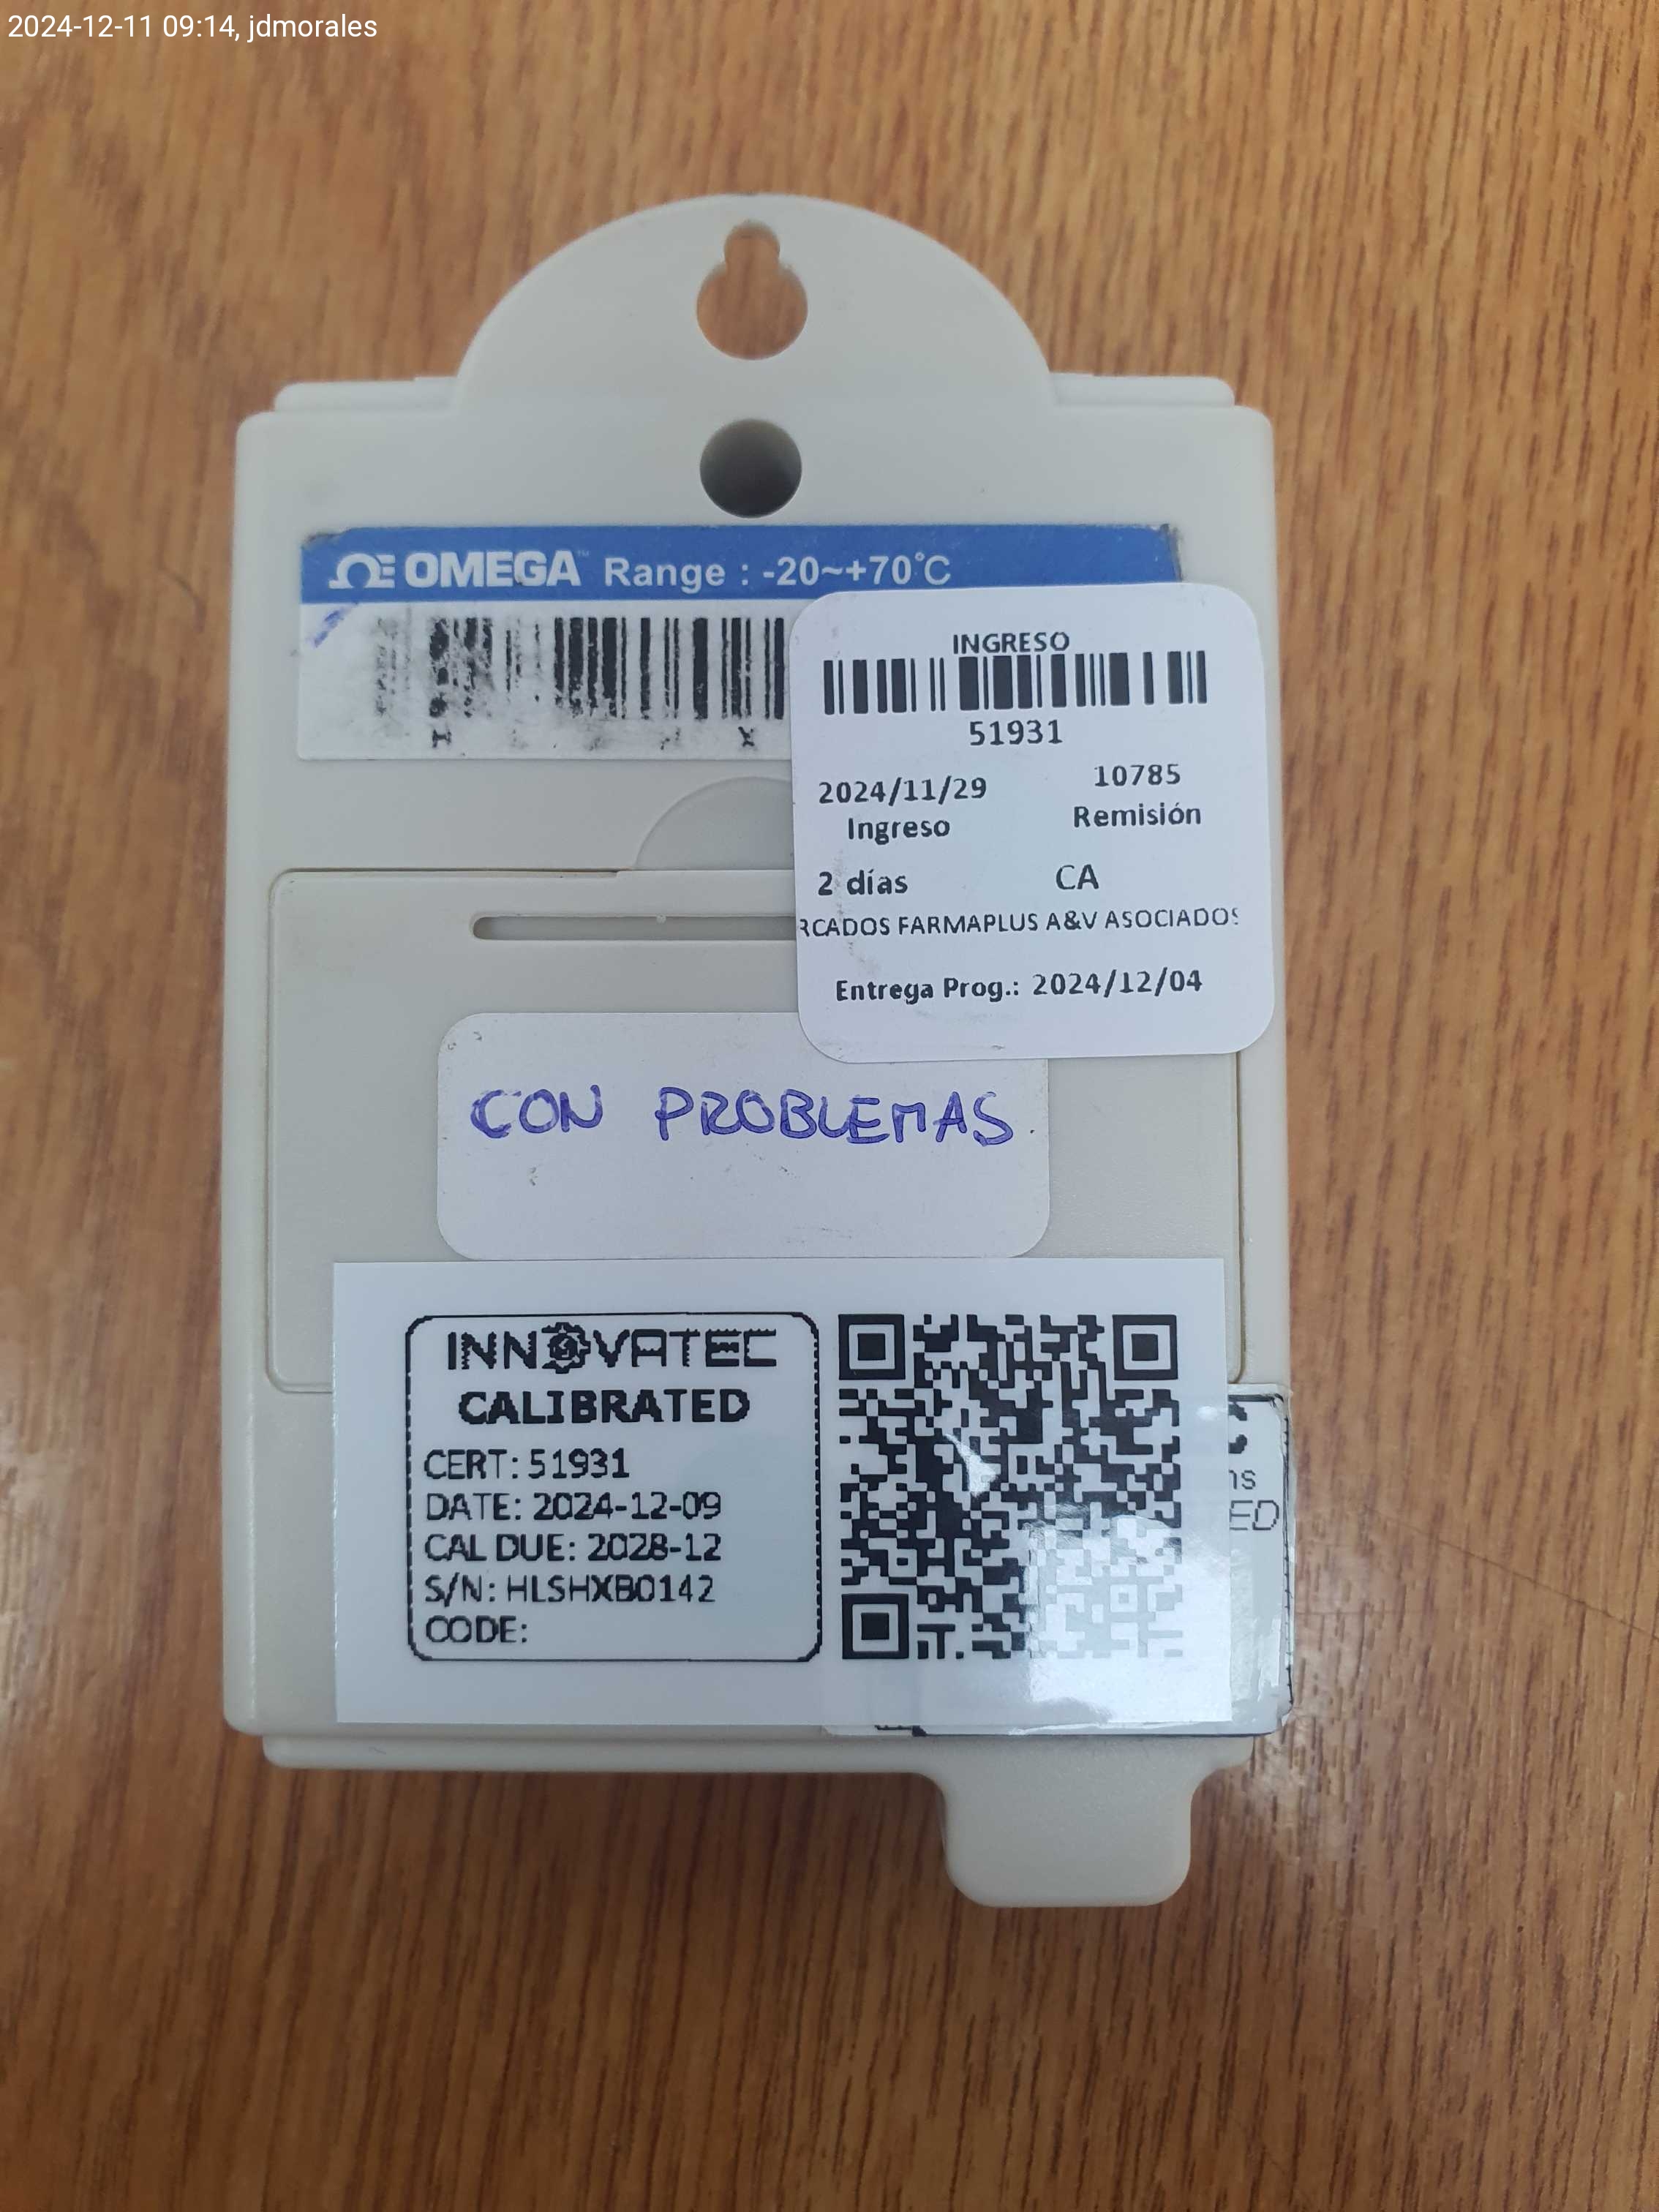 2024-12-11 09:14, jdmorales
OMEGA™ Range : -20~+70°C
INGRESO
51931
2024/11/29 10785
Ingreso Remisión
2 días CA
RCADOS FARMAPLUS A&V ASOCIADOS
Entrega Prog.: 2024/12/04
CON PROBLEMAS.
INNOVATEC
CALIBRATED
CERT: 51931
DATE: 2024-12-09
CAL DUE: 2028-12
S/N: HLSHXB0142
CODE:
ED